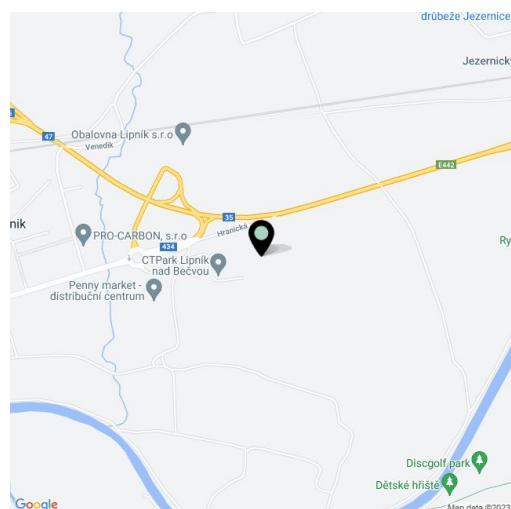 drůbeže Jezernice
Jezernický
Obalovna Lipník s.r.o
47
Venedik
E442
35
Hranická
nik
PRO-CARBON, s.r.o
434
Ry
CTPark Lipník
nad Bečvou
Penny market -
distribuční centrum
Discgolf park
Dětské hřiště
Google
Map data ©2023